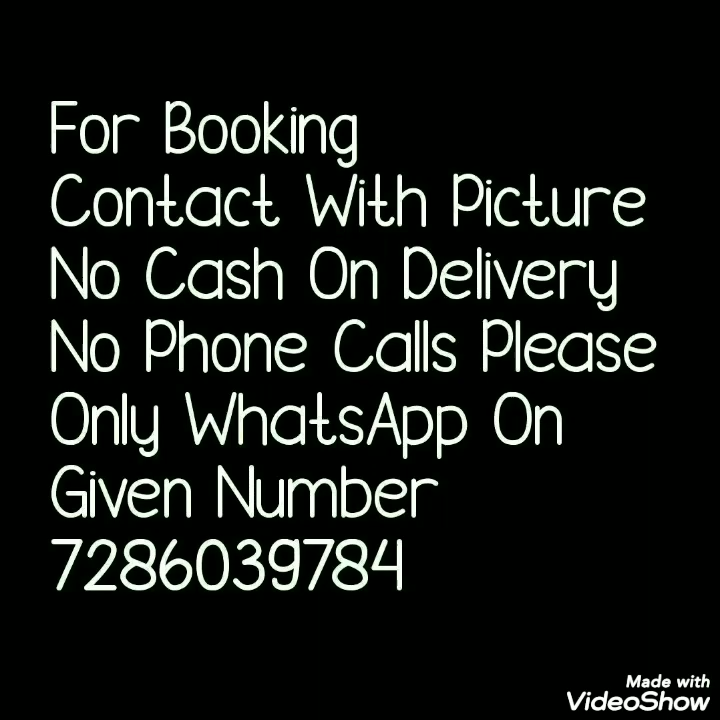 For Booking
Contact With Picture
No Cash On Delivery
No Phone Calls Please
Only WhatsApp On
Given Number
7286039784
Made with
VideoShow